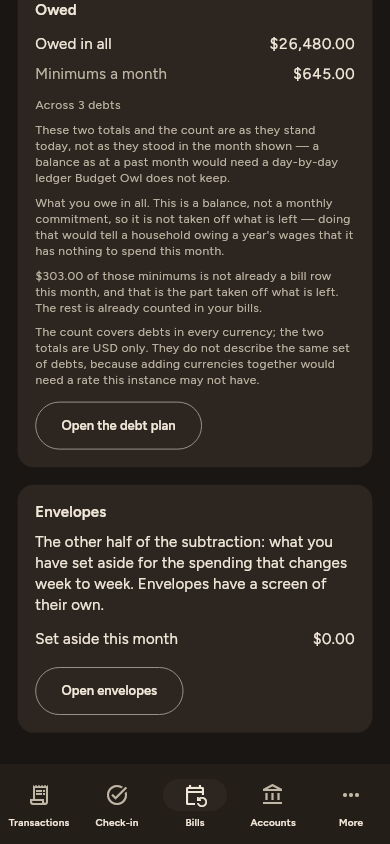 Owed
Owed in all $26,480.00
Minimums a month $645.00
Across 3 debts
These two totals and the count are as they stand
today, not as they stood in the month shown — a
balance as at a past month would need a day-by-day
ledger Budget Owl does not keep.
What you owe in all. This is a balance, not a monthly
commitment, so it is not taken off what is left — doing
that would tell a household owing a year's wages that it
has nothing to spend this month.
$303.00 of those minimums is not already a bill row
this month, and that is the part taken off what is left.
The rest is already counted in your bills.
The count covers debts in every currency; the two
totals are USD only. They do not describe the same set
of debts, because adding currencies together would
need a rate this instance may not have.
Open the debt plan
Envelopes
The other half of the subtraction: what you
have set aside for the spending that changes
week to week. Envelopes have a screen of
their own.
Set aside this month $0.00
Open envelopes
Transactions Check-in Bills Accounts More